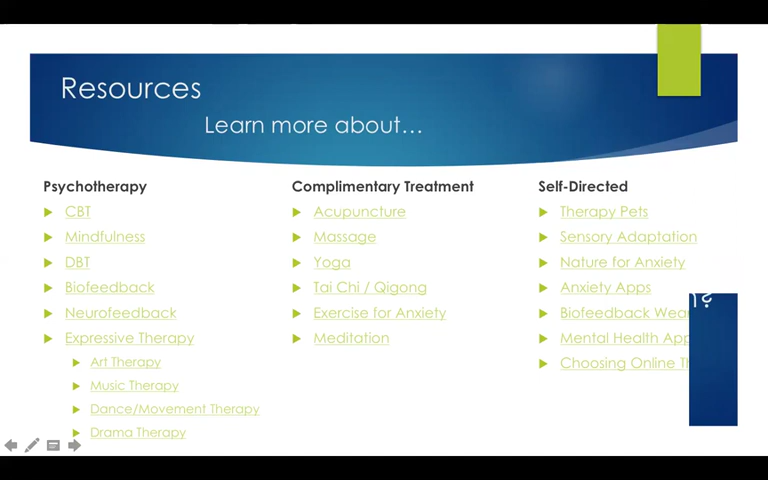 Resources
Learn more about…
Psychotherapy
CBT
Mindfulness
DBT
Biofeedback
Neurofeedback
Expressive Therapy
Art Therapy
Music Therapy
Dance/Movement Therapy
Drama Therapy
Complimentary Treatment
Acupuncture
Massage
Yoga
Tai Chi / Qigong
Exercise for Anxiety
Meditation
Self-Directed
Therapy Pets
Sensory Adaptation
Nature for Anxiety
Anxiety Apps
Biofeedback
Mental Health
Choosing Online